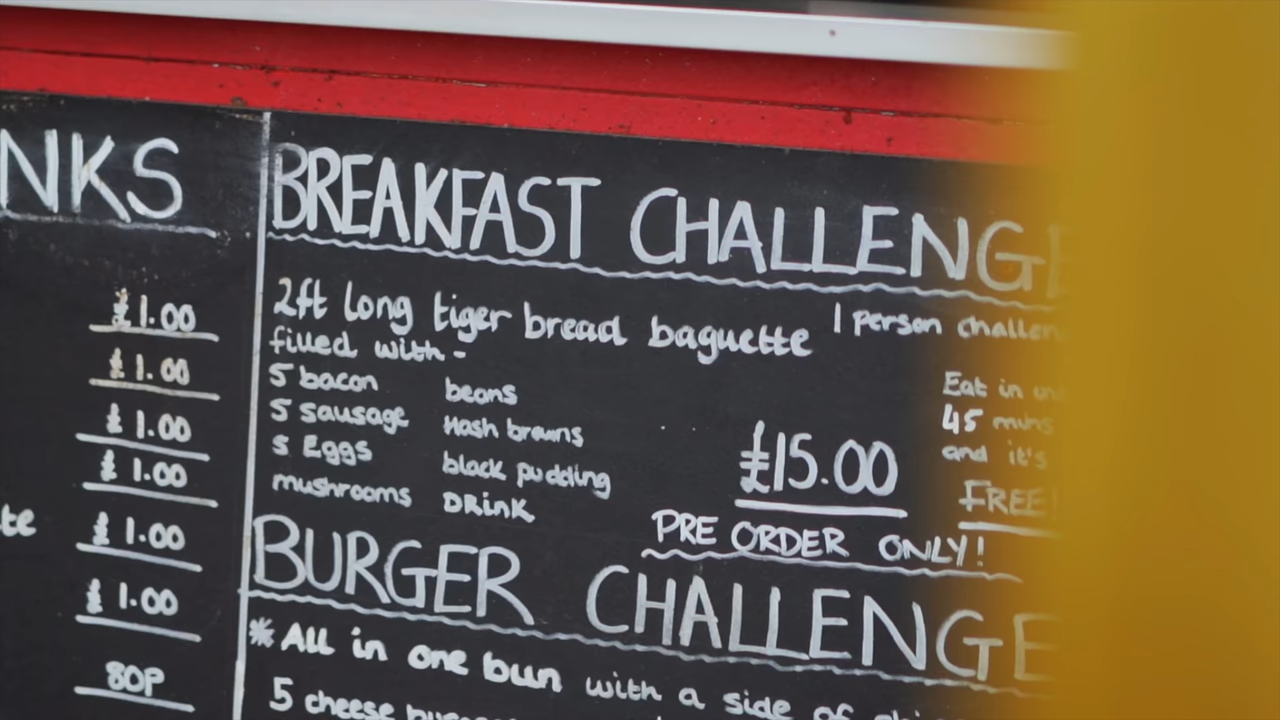 NKS
£1.00
£1.00
£1.00
£1.00
te £1.00
£1.00
80P
BREAKFAST CHALLENGE
2ft long tiger bread baguette
filled with-
5 bacon beans
5 sausage Hash browns
5 Eggs black pudding
mushrooms DRINK
1 person challen
Eat in
45 mins
and it's
FREE!
£15.00
PRE ORDER ONLY!
BURGER CHALLENGE
*All in one bun with a side of
5 cheese